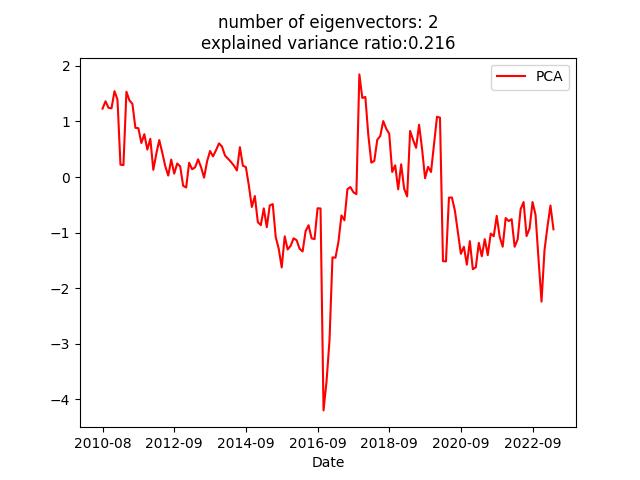 number of eigenvectors: 2
explained variance ratio:0.216
PCA
2
1
0
−1
−2
−3
−4
2010-08 2012-09 2014-09 2016-09 2018-09 2020-09 2022-09
Date